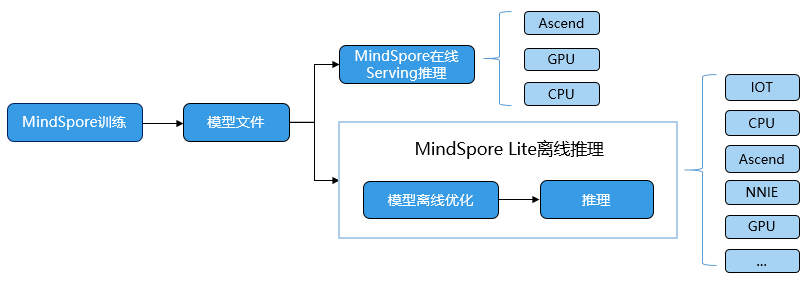 MindSpore训练
模型文件
MindSpore在线
Serving推理
Ascend
GPU
CPU
MindSpore Lite离线推理
模型离线优化
推理
IOT
CPU
Ascend
NNIE
GPU
...